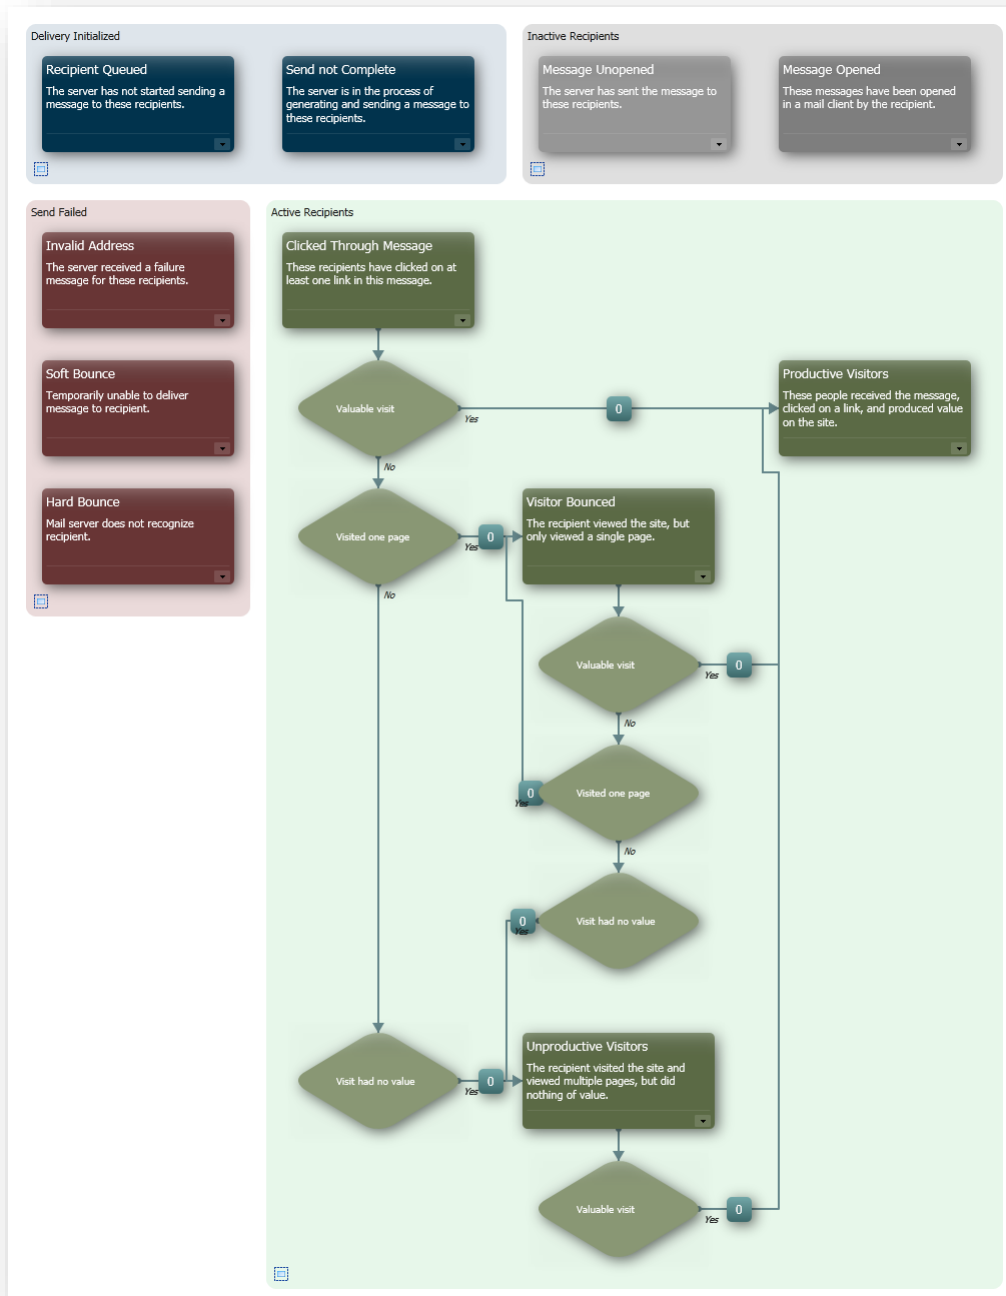 Delivery Initialized
Recipient Queued
The server has not started sending a
message to these recipients.
Send not Complete
The server is in the process of
generating and sending a message to
these recipients.
Inactive Recipients
Message Unopened
The server has sent the message to
these recipients.
Message Opened
These messages have been opened
in a mail client by the recipient.
Send Failed
Invalid Address
The server received a failure
message for these recipients.
Soft Bounce
Temporarily unable to deliver
message to recipient.
Hard Bounce
Mail server does not recognize
recipient.
Active Recipients
Clicked Through Message
These recipients have clicked on at
least one link in this message.
Valuable visit
Yes
0
Productive Visitors
These people received the message,
clicked on a link, and produced value
on the site.
No
Visited one page
Yes
0
Visitor Bounced
The recipient viewed the site, but
only viewed a single page.
No
Valuable visit
Yes
0
No
Visited one page
0
Yes
No
Visit had no value
0
Yes
Visit had no value
Yes
0
Unproductive Visitors
The recipient visited the site and
viewed multiple pages, but did
nothing of value.
Valuable visit
Yes
0